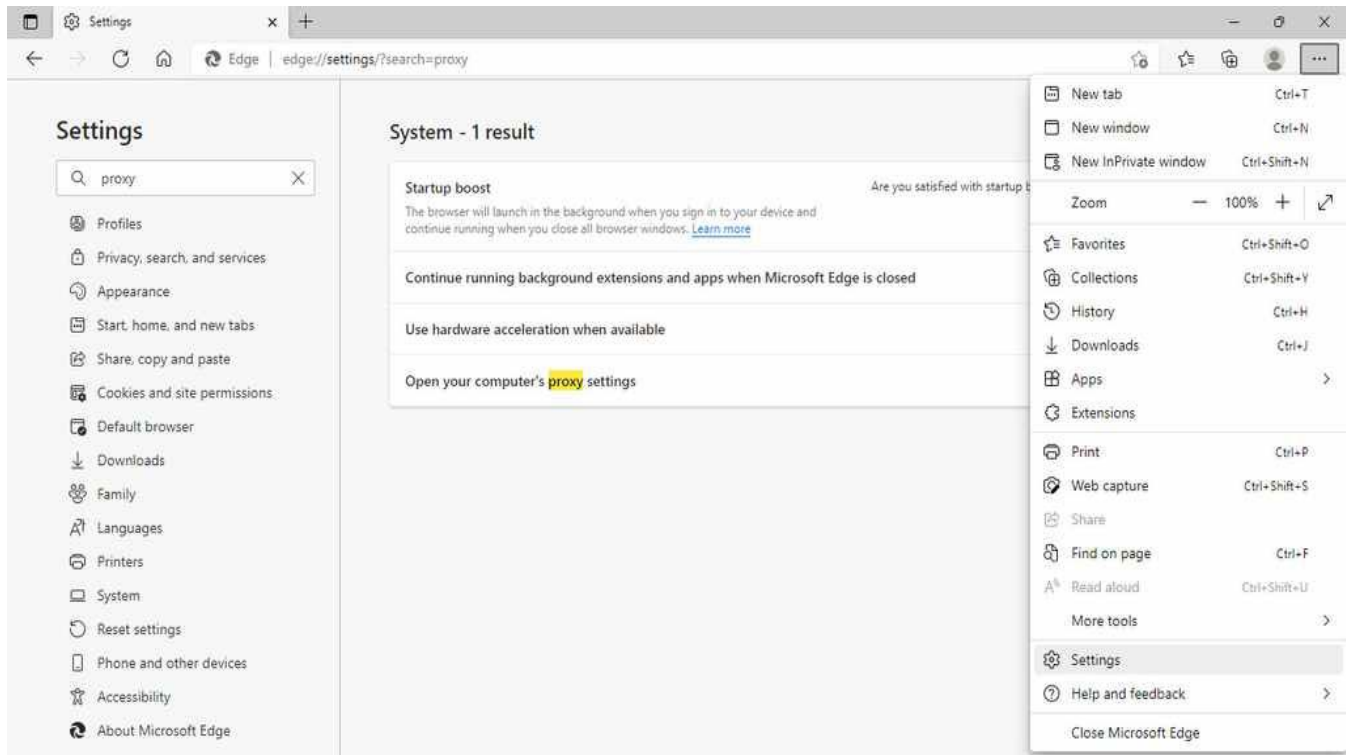 Settings
Edge | edge://settings/?search=proxy
Settings
proxy
Profiles
Privacy, search, and services
Appearance
Start, home, and new tabs
Share, copy and paste
Cookies and site permissions
Default browser
Downloads
Family
Languages
Printers
System
Reset settings
Phone and other devices
Accessibility
About Microsoft Edge
System - 1 result
Startup boost
Are you satisfied with startup b
The browser will launch in the background when you sign in to your device and
continue running when you close all browser windows. Learn more
Continue running background extensions and apps when Microsoft Edge is closed
Use hardware acceleration when available
Open your computer's proxy settings
New tab Ctrl+T
New window Ctrl+N
New InPrivate window Ctrl+Shift+N
Zoom — 100% +
Favorites Ctrl+Shift+O
Collections Ctrl+Shift+Y
History Ctrl+H
Downloads Ctrl+J
Apps
Extensions
Print Ctrl+P
Web capture Ctrl+Shift+S
Share
Find on page Ctrl+F
Read aloud Ctrl+Shift+U
More tools
Settings
Help and feedback
Close Microsoft Edge